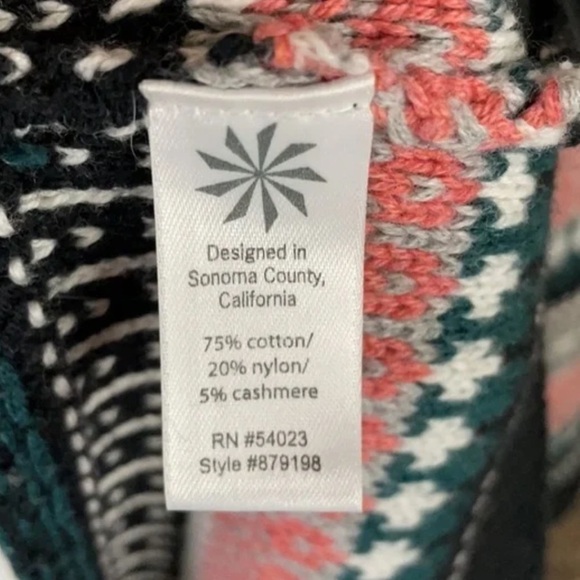 Designed in
Sonoma County,
California
75% cotton/
20% nylon/
5% cashmere
RN #54023
Style #879198